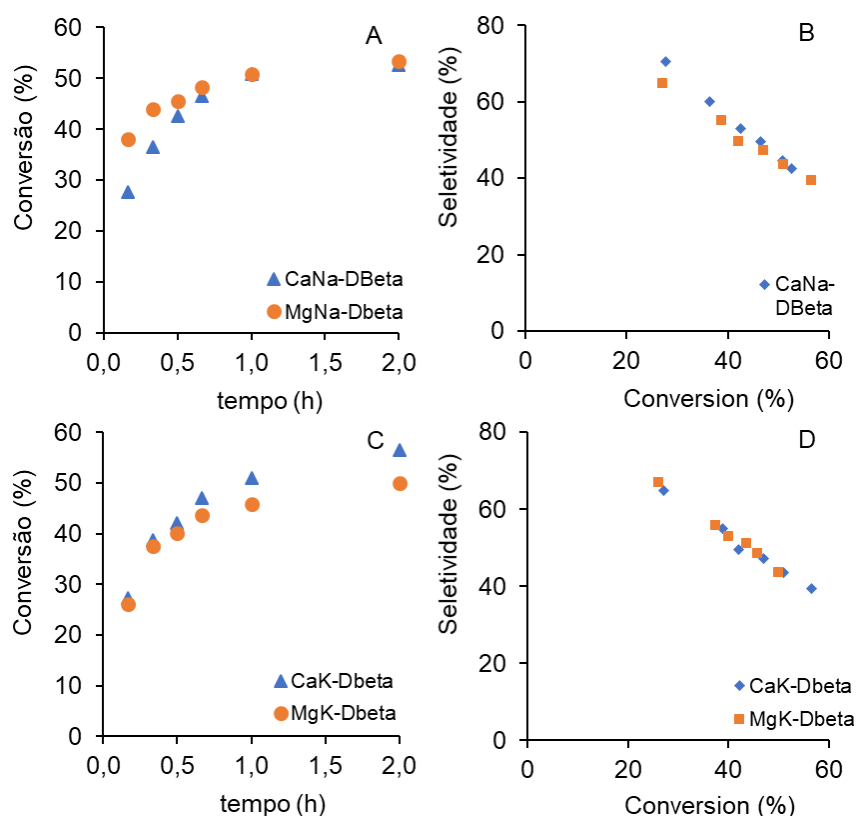 A
Conversão (%)
60
50
40
30
20
10
0
0,0 0,5 1,0 1,5 2,0
tempo (h)
CaNa-DBeta
MgNa-Dbeta
B
Seletividade (%)
80
60
40
20
0
0 20 40 60
Conversion (%)
CaNa-
DBeta
C
Conversão (%)
60
50
40
30
20
10
0
0,0 0,5 1,0 1,5 2,0
tempo (h)
CaK-Dbeta
MgK-Dbeta
D
Seletividade (%)
80
60
40
20
0
0 20 40 60
Conversion (%)
CaK-Dbeta
MgK-Dbeta